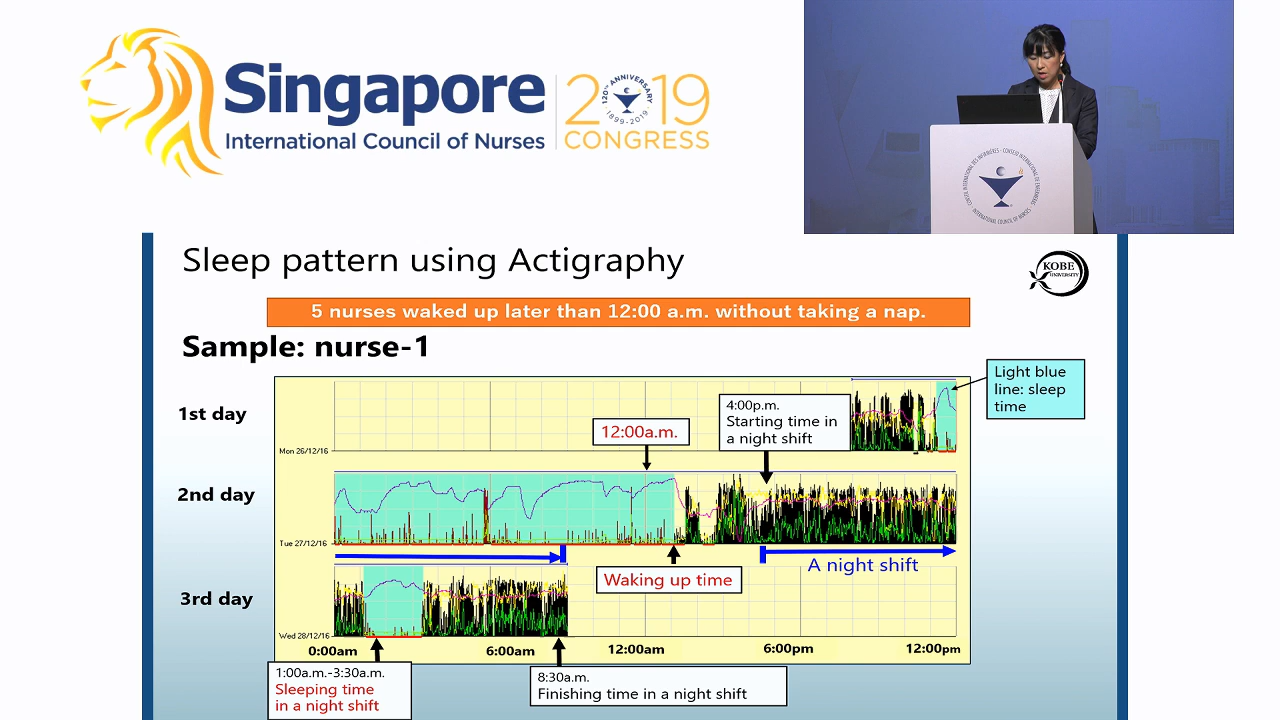 Singapore
International Council of Nurses
2019
CONGRESS
120TH ANNIVERSARY
1899-2019
Sleep pattern using Actigraphy
KOBE
UNIVERSITY
5 nurses waked up later than 12:00 a.m. without taking a nap.
Sample: nurse-1
Light blue
line: sleep
time
1st day
4:00p.m.
Starting time in
a night shift
12:00a.m.
Mon 26/12/16
2nd day
Tue 27/12/16
Waking up time
A night shift
3rd day
Wed 28/12/16
0:00am
6:00am
12:00am
6:00pm
12:00pm
1:00a.m.-3:30a.m.
Sleeping time
in a night shift
8:30a.m.
Finishing time in a night shift